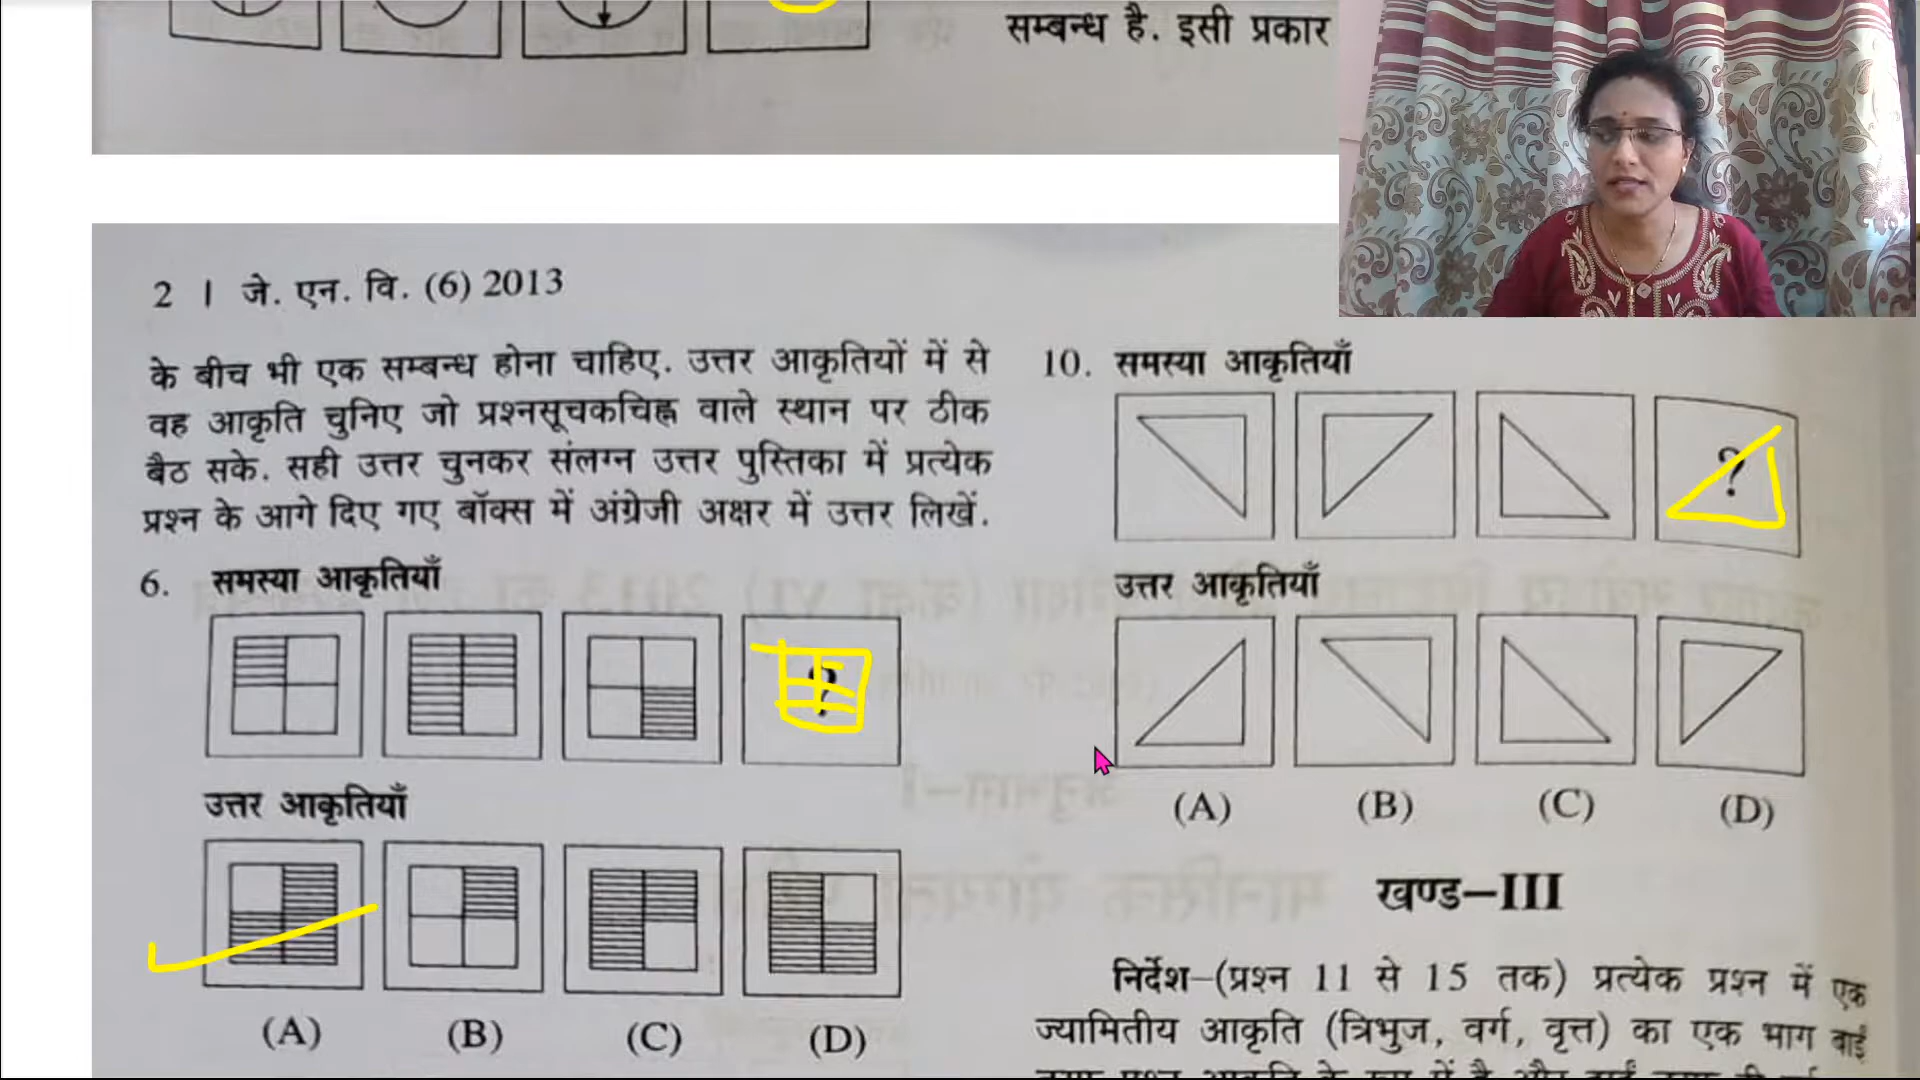 सम्बन्ध है. इसी प्रकार
2 । जे. एन. वि. (6) 2013
के बीच भी एक सम्बन्ध होना चाहिए. उत्तर आकृतियों में से
वह आकृति चुनिए जो प्रश्नसूचकचिह्न वाले स्थान पर ठीक
बैठ सके. सही उत्तर चुनकर संलग्न उत्तर पुस्तिका में प्रत्येक
प्रश्न के आगे दिए गए बॉक्स में अंग्रेजी अक्षर में उत्तर लिखें.
6. समस्या आकृतियाँ
?
उत्तर आकृतियाँ
(A) (B) (C) (D)
10. समस्या आकृतियाँ
?
उत्तर आकृतियाँ
(A) (B) (C) (D)
खण्ड–III
निर्देश–(प्रश्न 11 से 15 तक) प्रत्येक प्रश्न में एक
ज्यामितीय आकृति (त्रिभुज, वर्ग, वृत्त) का एक भाग बाईं